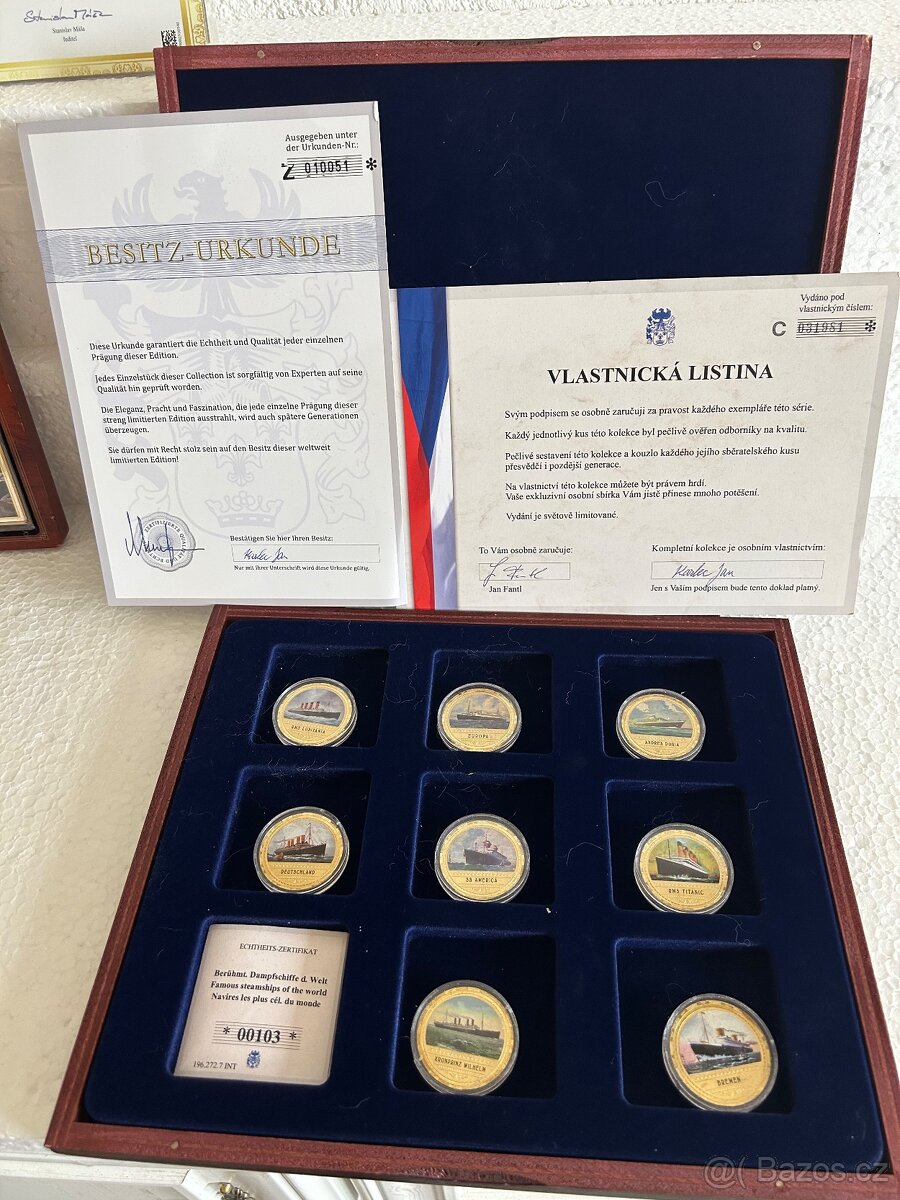 Stanislav Máša
ředitel
Ausgegeben unter
der Urkunden-Nr.:
Z 010051 *
BESITZ-URKUNDE
Diese Urkunde garantiert die Echtheit und Qualität jeder einzelnen
Prägung dieser Edition.
Jedes Einzelstück dieser Collection ist sorgfältig von Experten auf seine
Qualität hin geprüft worden.
Die Eleganz, Pracht und Faszination, die jede einzelne Prägung dieser
streng limitierten Edition ausstrahlt, wird auch spätere Generationen
überzeugen.
Sie dürfen mit Recht stolz sein auf den Besitz dieser weltweit
limitierten Edition!
Bestätigen Sie hier Ihren Besitz:
Karlec Jan
Nur mit ihrer Unterschrift wird diese Urkunde gültig.
Vydáno pod
vlastnickým číslem:
C 031981 *
VLASTNICKÁ LISTINA
Svým podpisem se osobně zaručuji za pravost každého exempláře této série.
Každý jednotlivý kus této kolekce byl pečlivě ověřen odborníky na kvalitu.
Pečlivé sestavení této kolekce a kouzlo každého jejího sběratelského kusu
přesvědčí i pozdější generace.
Na vlastnictví této kolekce můžete být právem hrdí.
Vaše exkluzivní osobní sbírka Vám jistě přinese mnoho potěšení.
Vydání je světově limitované.
To Vám osobně zaručuje:
Jan Fantl
Kompletní kolekce je osobním vlastnictvím:
Karlec Jan
Jen s Vaším podpisem bude tento doklad platný.
RMS LUSITANIA
EUROPA
ANDREA DORIA
DEUTSCHLAND
SS AMERICA
RMS TITANIC
ECHTHEITS-ZERTIFIKAT
Berühmt. Dampfschiffe d. Welt
Famous steamships of the world
Navires les plus cél. du monde
* 00103 *
196.272.7 INT
KRONPRINZ WILHELM
BREMEN
@( Bazos.cz